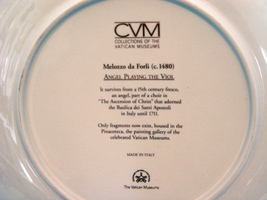 CVM
COLLECTIONS OF THE
VATICAN MUSEUMS
Melozzo da Forli (c. 1480)
ANGEL PLAYING THE VIOL
It survives from a 15th century fresco,
an angel, part of a choir in
"The Ascension of Christ" that adorned
the Basilica dei Santi Apostoli
in Italy until 1711.
Only fragments now exist, housed in the
Pinacoteca, the painting gallery of the
celebrated Vatican Museums.
MADE IN ITALY
The Vatican Museums